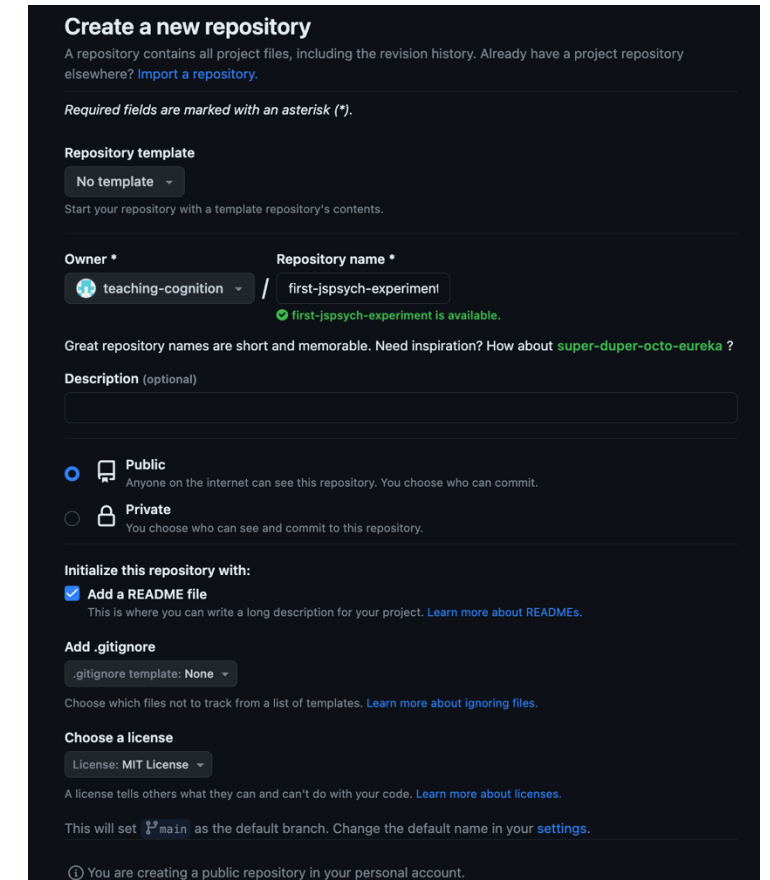 Create a new repository
A repository contains all project files, including the revision history. Already have a project repository
elsewhere? Import a repository.
Required fields are marked with an asterisk (*).
Repository template
No template
Start your repository with a template repository's contents.
Owner *
Repository name *
teaching-cognition
/
first-jspsych-experiment
first-jspsych-experiment is available.
Great repository names are short and memorable. Need inspiration? How about super-duper-octo-eureka ?
Description (optional)
Public
Anyone on the internet can see this repository. You choose who can commit.
Private
You choose who can see and commit to this repository.
Initialize this repository with:
Add a README file
This is where you can write a long description for your project. Learn more about READMEs.
Add .gitignore
.gitignore template: None
Choose which files not to track from a list of templates. Learn more about ignoring files.
Choose a license
License: MIT License
A license tells others what they can and can't do with your code. Learn more about licenses.
This will set main as the default branch. Change the default name in your settings.
You are creating a public repository in your personal account.